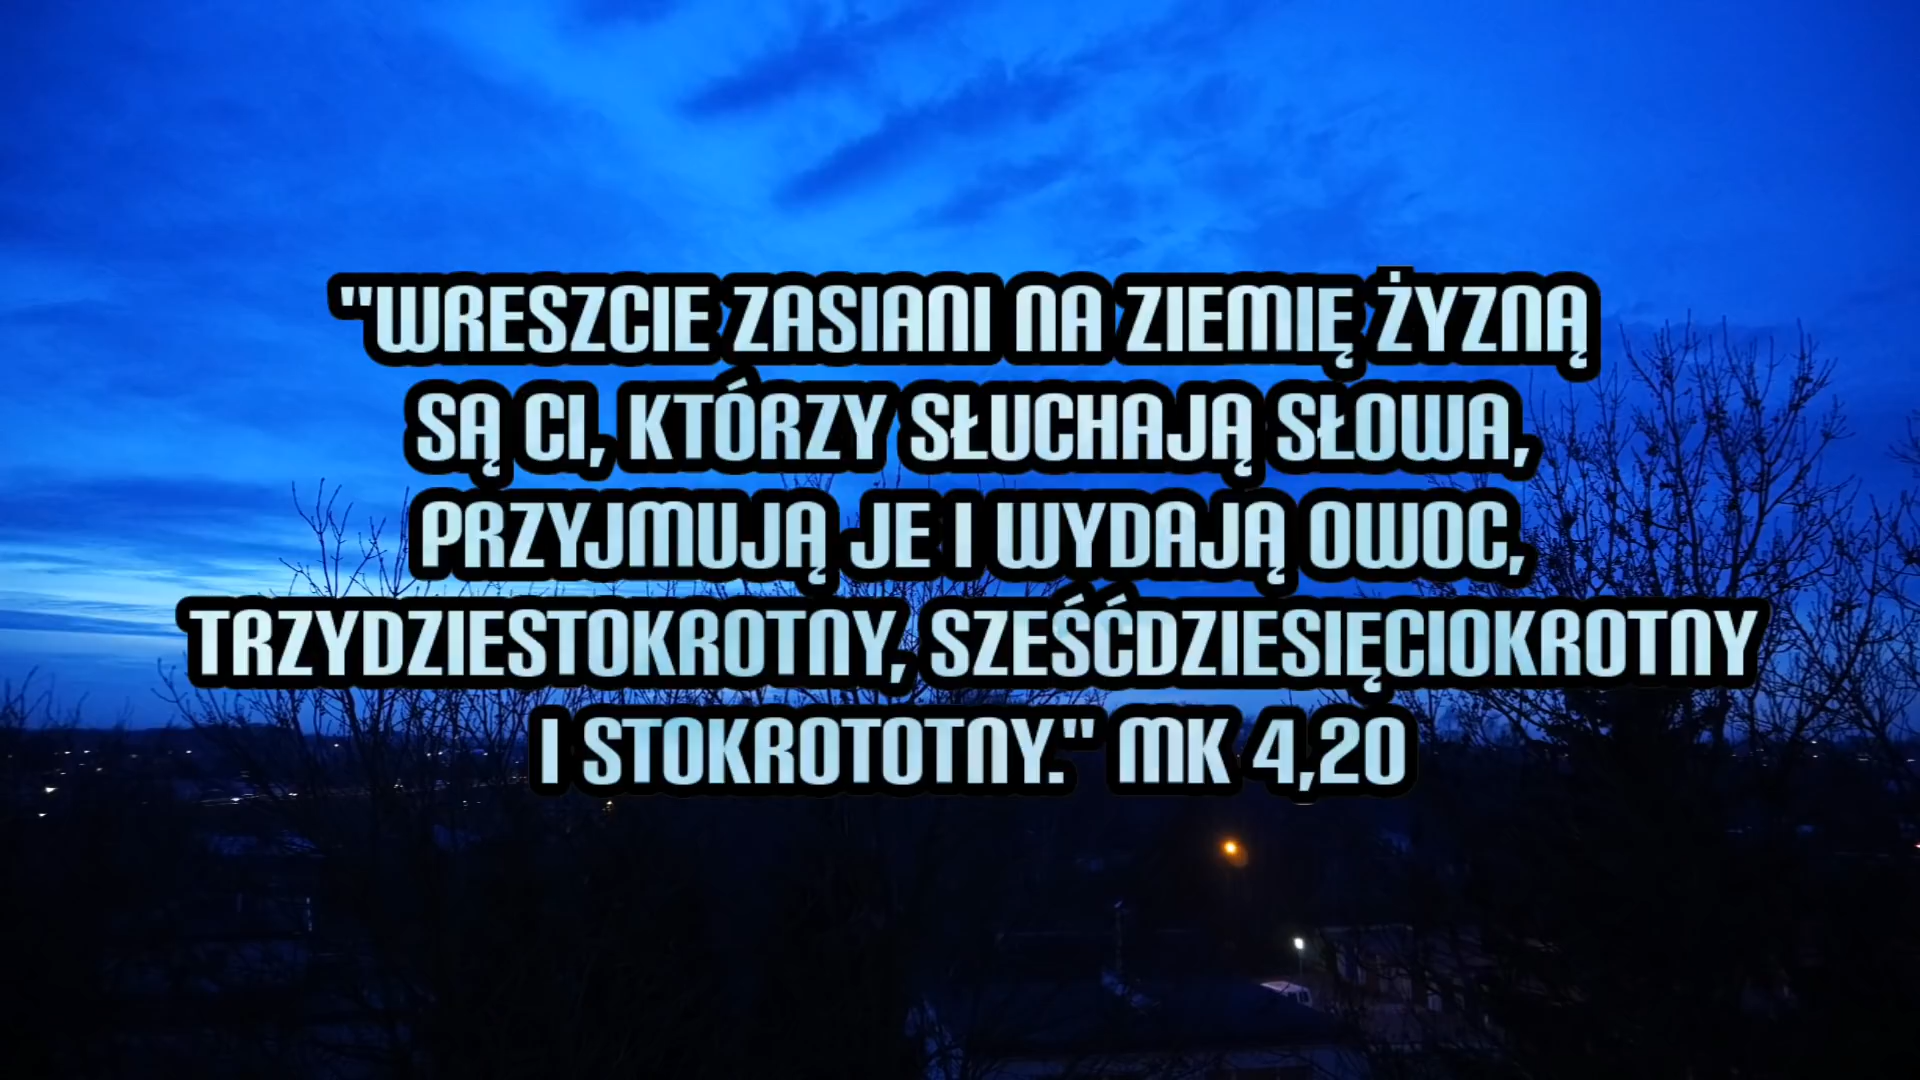 "WRESZCIE ZASIANI NA ZIEMIĘ ŻYZNĄ
SĄ CI, KTÓRZY SŁUCHAJĄ SŁOWA,
PRZYJMUJĄ JE I WYDAJĄ OWOC,
TRZYDZIESTOKROTNY, SZEŚĆDZIESIĘCIOKROTNY
I STOKROTOTNY." MK 4,20